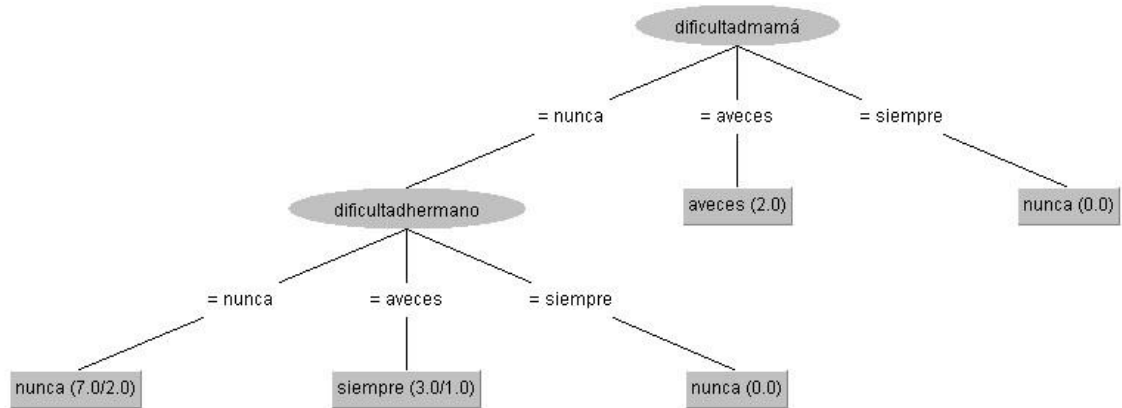 dificultadmamá
= nunca
= aveces
= siempre
dificultadhermano
aveces (2.0)
nunca (0.0)
= nunca
= aveces
= siempre
nunca (7.0/2.0)
siempre (3.0/1.0)
nunca (0.0)